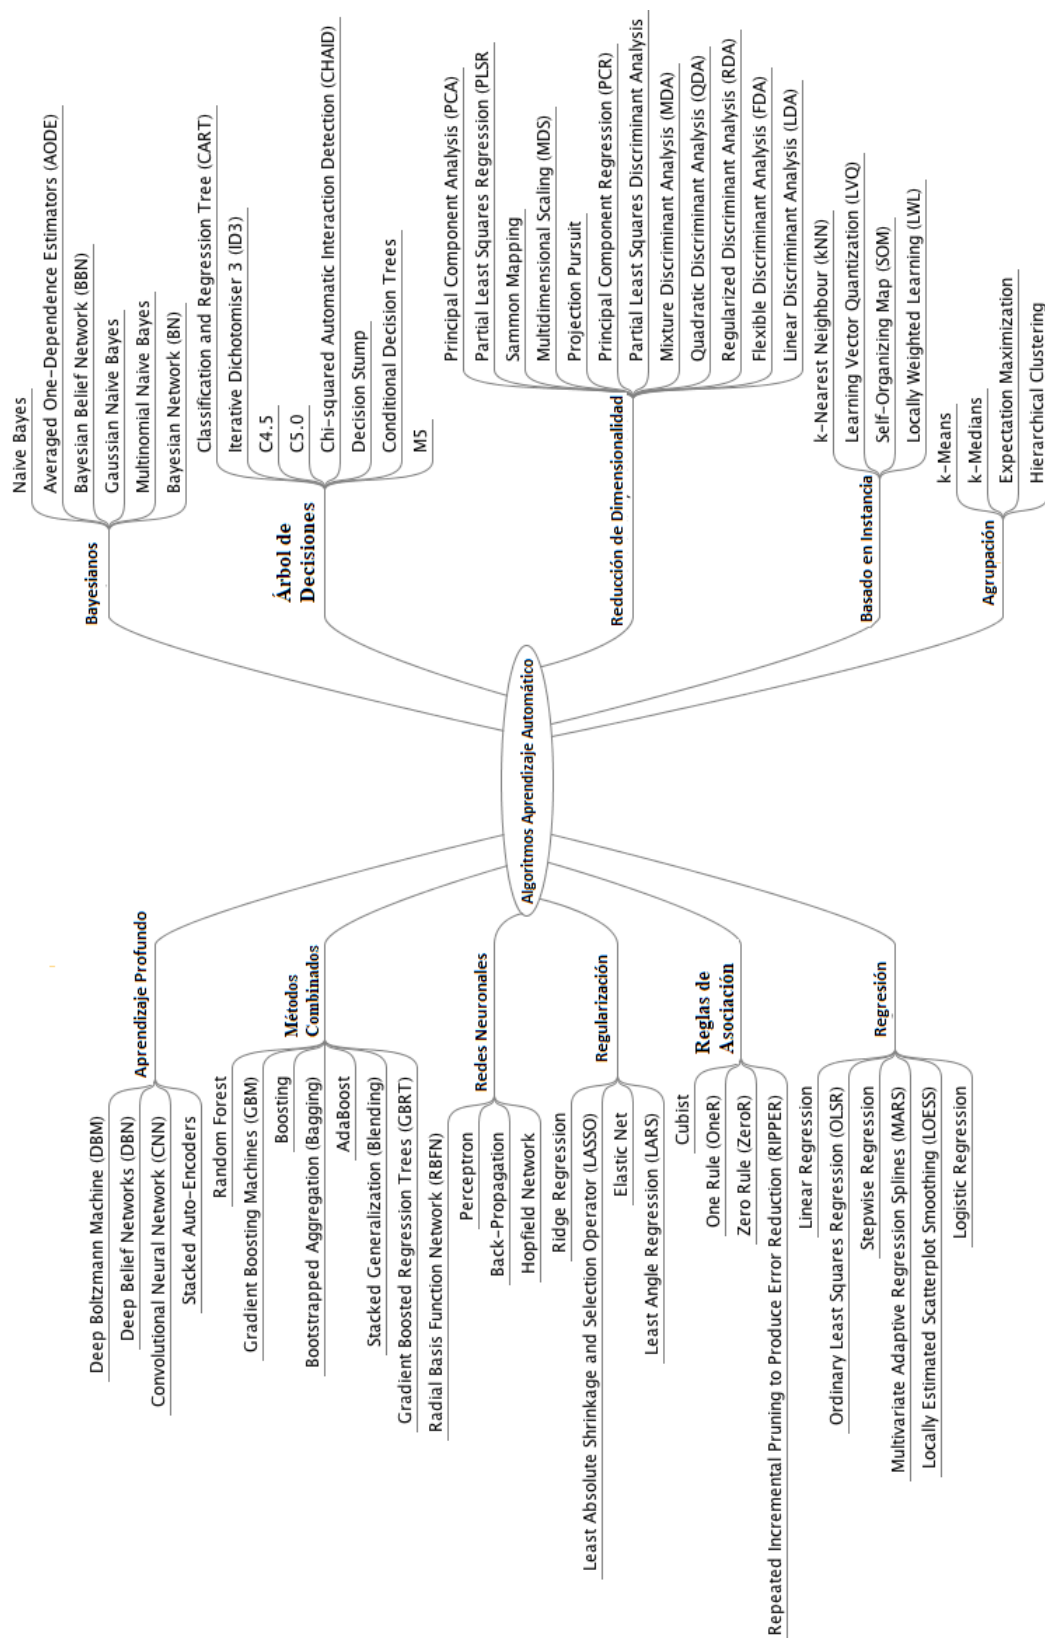 Algoritmos Aprendizaje Automático
Aprendizaje Profundo
Deep Boltzmann Machine (DBM)
Deep Belief Networks (DBN)
Convolutional Neural Network (CNN)
Stacked Auto-Encoders
Métodos
Combinados
Random Forest
Gradient Boosting Machines (GBM)
Boosting
Bootstrapped Aggregation (Bagging)
AdaBoost
Stacked Generalization (Blending)
Gradient Boosted Regression Trees (GBRT)
Redes Neuronales
Radial Basis Function Network (RBFN)
Perceptron
Back-Propagation
Hopfield Network
Regularización
Ridge Regression
Least Absolute Shrinkage and Selection Operator (LASSO)
Elastic Net
Least Angle Regression (LARS)
Reglas de
Asociación
Cubist
One Rule (OneR)
Zero Rule (ZeroR)
Repeated Incremental Pruning to Produce Error Reduction (RIPPER)
Regresión
Linear Regression
Ordinary Least Squares Regression (OLSR)
Stepwise Regression
Multivariate Adaptive Regression Splines (MARS)
Locally Estimated Scatterplot Smoothing (LOESS)
Logistic Regression
Bayesianos
Naive Bayes
Averaged One-Dependence Estimators (AODE)
Bayesian Belief Network (BBN)
Gaussian Naive Bayes
Multinomial Naive Bayes
Bayesian Network (BN)
Árbol de
Decisiones
Classification and Regression Tree (CART)
Iterative Dichotomiser 3 (ID3)
C4.5
C5.0
Chi-square Automatic Interaction Detection (CHAID)
Decision Stump
Conditional Decision Trees
M5
Reducción de Dimensionalidad
Principal Component Analysis (PCA)
Partial Least Squares Regression (PLSR
Sammon Mapping
Multidimensional Scaling (MDS)
Projection Pursuit
Principal Component Regression (PCR)
Partial Least Squares Discriminant Analysis
Mixture Discriminant Analysis (MDA)
Quadratic Discriminant Analysis (QDA)
Regularized Discriminant Analysis (RDA)
Flexible Discriminant Analysis (FDA)
Linear Discriminant Analysis (LDA)
Basado en Instancia
k-Nearest Neighbour (kNN)
Learning Vector Quantization (LVQ)
Self-Organizing Map (SOM)
Locally Weighted Learning (LWL)
Agrupación
k-Means
k-Medians
Expectation Maximization
Hierarchical Clustering